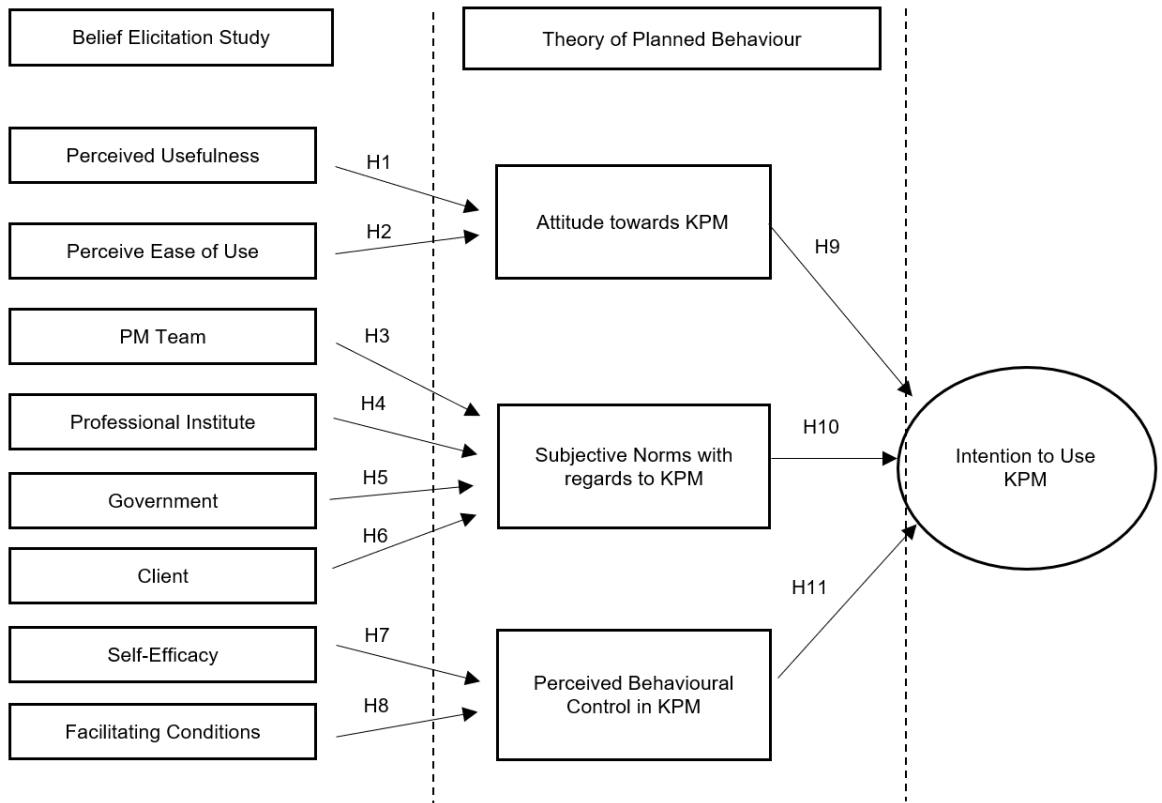 Belief Elicitation Study
Theory of Planned Behaviour
Perceived Usefulness
H1
Perceive Ease of Use
H2
Attitude towards KPM
H9
PM Team
H3
Professional Institute
H4
Government
H5
Client
H6
Subjective Norms with
regards to KPM
H10
Intention to Use
KPM
Self-Efficacy
H7
Facilitating Conditions
H8
Perceived Behavioural
Control in KPM
H11